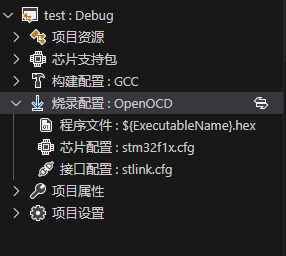 test : Debug
项目资源
芯片支持包
构建配置 : GCC
烧录配置 : OpenOCD
程序文件 : ${ExecutableName}.hex
芯片配置 : stm32f1x.cfg
接口配置 : stlink.cfg
项目属性
项目设置